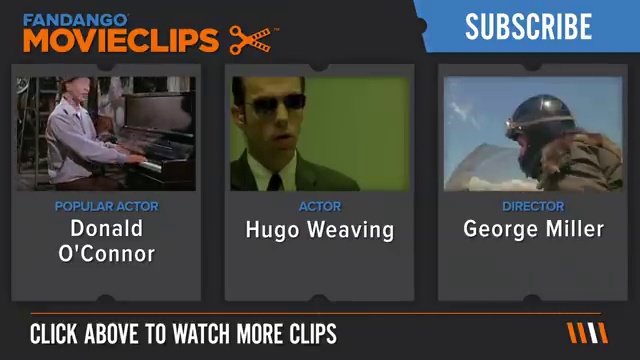 FANDANGO
MOVIECLIPS
SUBSCRIBE
POPULAR ACTOR
Donald
O'Connor
ACTOR
Hugo Weaving
DIRECTOR
George Miller
CLICK ABOVE TO WATCH MORE CLIPS